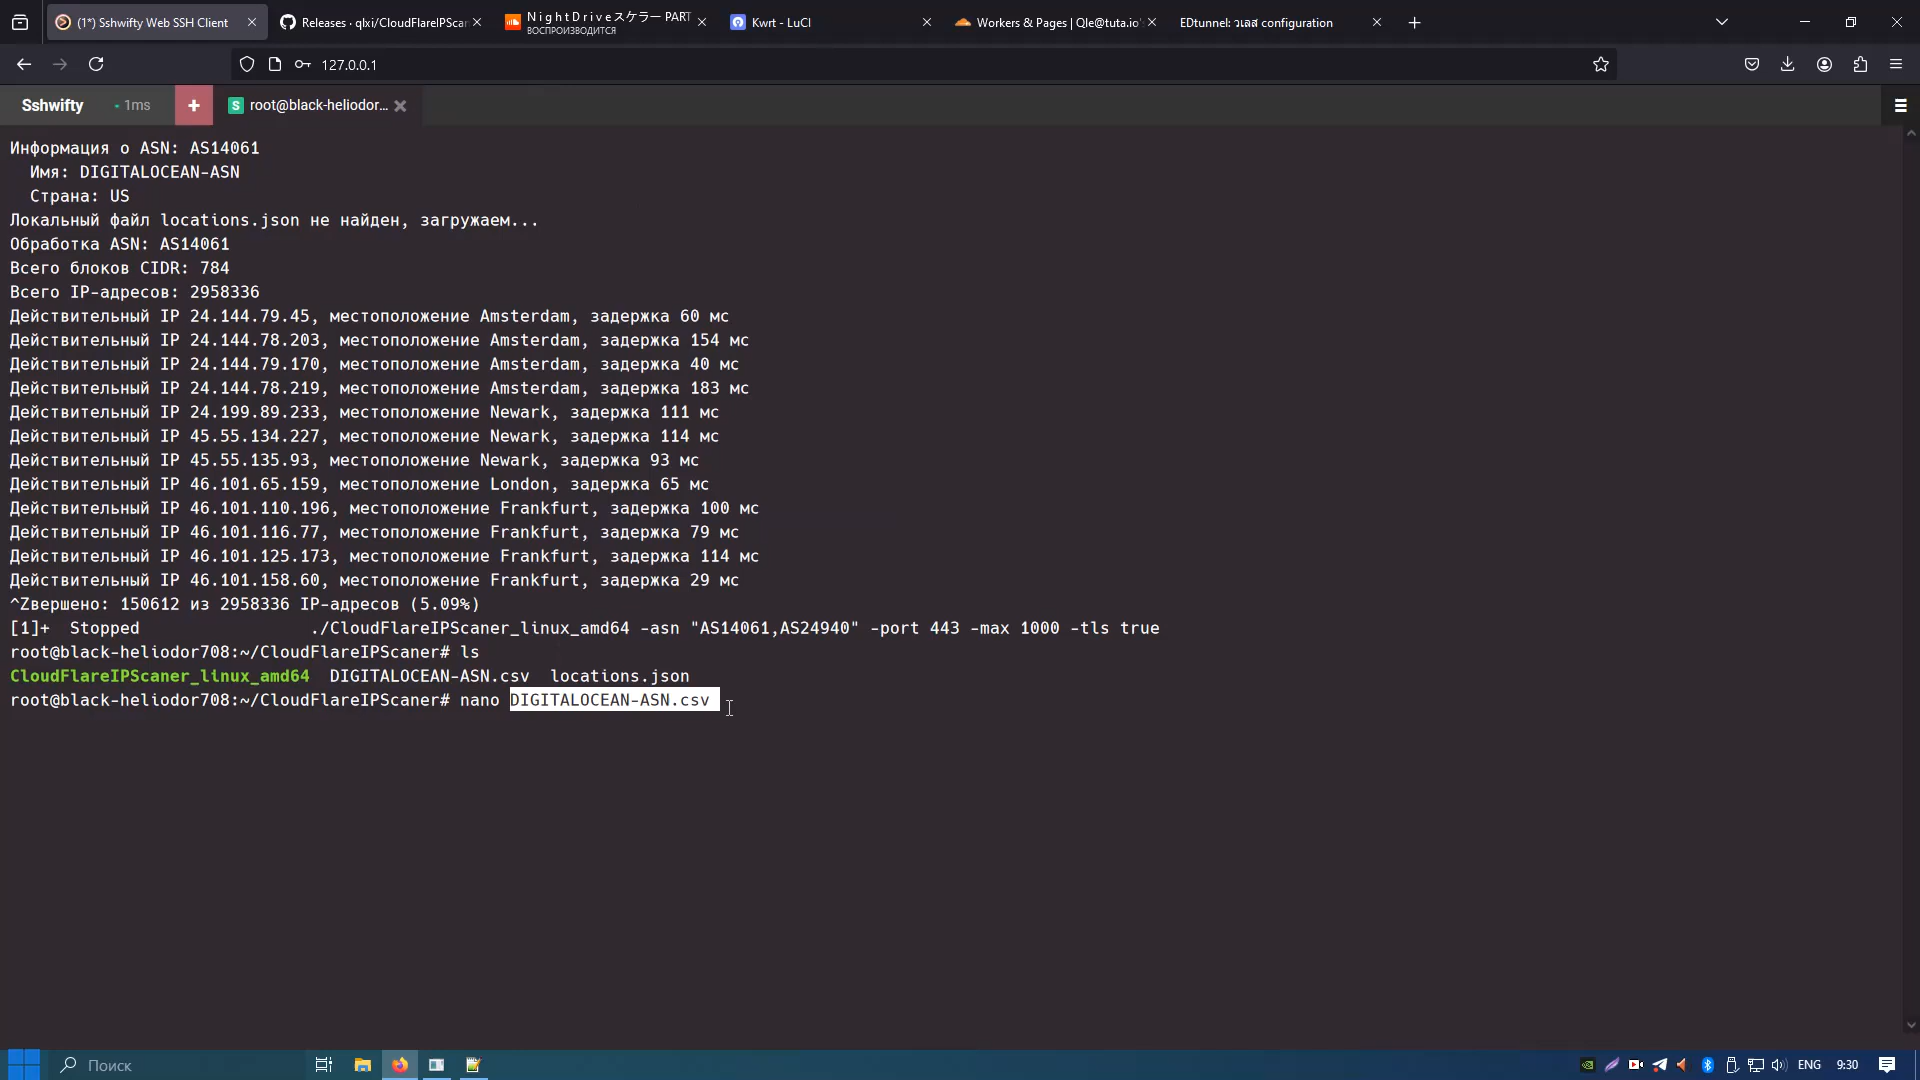 (1*) Sshwifty Web SSH Client
Releases · qlxi/CloudFlareIPScan
N i g h t D r i v e スケラー PART
ВОСПРОИЗВОДИТСЯ
Kwrt - LuCI
Workers & Pages | Qle@tuta.io'
EDtunnel: วเลส configuration
127.0.0.1
Sshwifty
1ms
+
S root@black-heliodor...
Информация о ASN: AS14061
Имя: DIGITALOCEAN-ASN
Страна: US
Локальный файл locations.json не найден, загружаем...
Обработка ASN: AS14061
Всего блоков CIDR: 784
Всего IP-адресов: 2958336
Действительный IP 24.144.79.45, местоположение Amsterdam, задержка 60 мс
Действительный IP 24.144.78.203, местоположение Amsterdam, задержка 154 мс
Действительный IP 24.144.79.170, местоположение Amsterdam, задержка 40 мс
Действительный IP 24.144.78.219, местоположение Amsterdam, задержка 183 мс
Действительный IP 24.199.89.233, местоположение Newark, задержка 111 мс
Действительный IP 45.55.134.227, местоположение Newark, задержка 114 мс
Действительный IP 45.55.135.93, местоположение Newark, задержка 93 мс
Действительный IP 46.101.65.159, местоположение London, задержка 65 мс
Действительный IP 46.101.110.196, местоположение Frankfurt, задержка 100 мс
Действительный IP 46.101.116.77, местоположение Frankfurt, задержка 79 мс
Действительный IP 46.101.125.173, местоположение Frankfurt, задержка 114 мс
Действительный IP 46.101.158.60, местоположение Frankfurt, задержка 29 мс
^Zвершено: 150612 из 2958336 IP-адресов (5.09%)
[1]+  Stopped                 ./CloudFlareIPScaner_linux_amd64 -asn "AS14061,AS24940" -port 443 -max 1000 -tls true
root@black-heliodor708:~/CloudFlareIPScaner# ls
CloudFlareIPScaner_linux_amd64  DIGITALOCEAN-ASN.csv  locations.json
root@black-heliodor708:~/CloudFlareIPScaner# nano DIGITALOCEAN-ASN.csv
Поиск
ENG
9:30